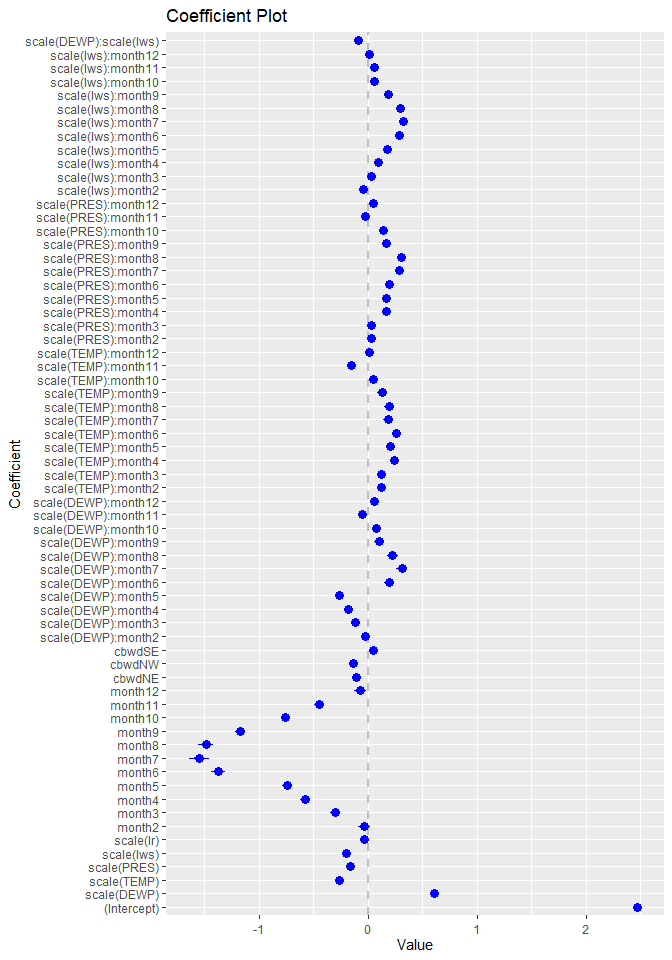 Coefficient Plot
scale(DEWP):scale(Iws)
scale(Iws):month12
scale(Iws):month11
scale(Iws):month10
scale(Iws):month9
scale(Iws):month8
scale(Iws):month7
scale(Iws):month6
scale(Iws):month5
scale(Iws):month4
scale(Iws):month3
scale(Iws):month2
scale(PRES):month12
scale(PRES):month11
scale(PRES):month10
scale(PRES):month9
scale(PRES):month8
scale(PRES):month7
scale(PRES):month6
scale(PRES):month5
scale(PRES):month4
scale(PRES):month3
scale(PRES):month2
scale(TEMP):month12
scale(TEMP):month11
scale(TEMP):month10
scale(TEMP):month9
scale(TEMP):month8
scale(TEMP):month7
scale(TEMP):month6
scale(TEMP):month5
scale(TEMP):month4
scale(TEMP):month3
scale(TEMP):month2
scale(DEWP):month12
scale(DEWP):month11
scale(DEWP):month10
scale(DEWP):month9
scale(DEWP):month8
scale(DEWP):month7
scale(DEWP):month6
scale(DEWP):month5
scale(DEWP):month4
scale(DEWP):month3
scale(DEWP):month2
cbwdSE
cbwdNW
cbwdNE
month12
month11
month10
month9
month8
month7
month6
month5
month4
month3
month2
scale(Ir)
scale(Iws)
scale(PRES)
scale(TEMP)
scale(DEWP)
(Intercept)
Coefficient
-1 0 1 2
Value